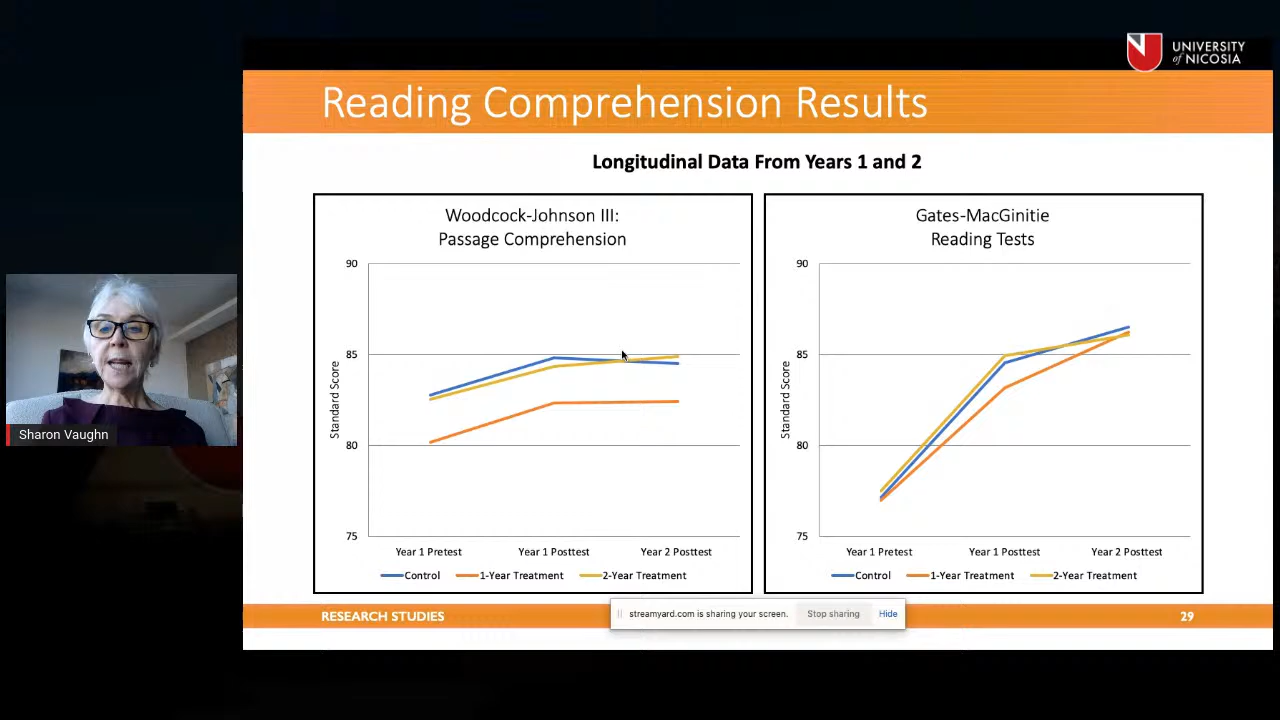 UNIVERSITY
of NICOSIA
Reading Comprehension Results
Longitudinal Data From Years 1 and 2
Woodcock-Johnson III:
Passage Comprehension
90
85
80
75
Standard Score
Year 1 Pretest
Year 1 Posttest
Year 2 Posttest
Control
1-Year Treatment
2-Year Treatment
Gates-MacGinitie
Reading Tests
90
85
80
75
Standard Score
Year 1 Pretest
Year 1 Posttest
Year 2 Posttest
Control
1-Year Treatment
2-Year Treatment
Sharon Vaughn
RESEARCH STUDIES
streamyard.com is sharing your screen.
Stop sharing
Hide
29